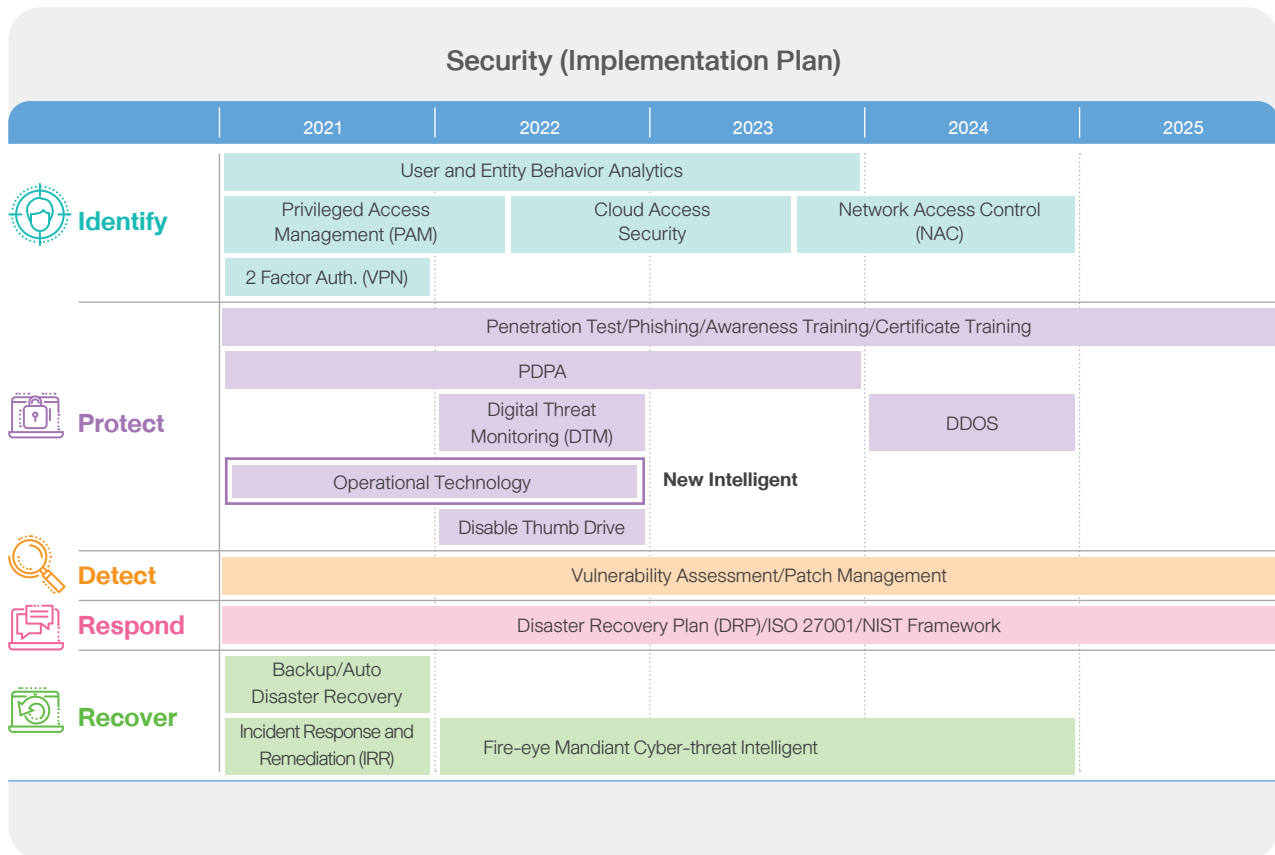 Security (Implementation Plan)
2021 2022 2023 2024 2025
Identify
User and Entity Behavior Analytics
Privileged Access
Management (PAM)
Cloud Access
Security
Network Access Control
(NAC)
2 Factor Auth. (VPN)
Protect
Penetration Test/Phishing/Awareness Training/Certificate Training
PDPA
Digital Threat
Monitoring (DTM)
DDOS
Operational Technology
New Intelligent
Disable Thumb Drive
Detect
Vulnerability Assessment/Patch Management
Respond
Disaster Recovery Plan (DRP)/ISO 27001/NIST Framework
Recover
Backup/Auto
Disaster Recovery
Incident Response and
Remediation (IRR)
Fire-eye Mandiant Cyber-threat Intelligent